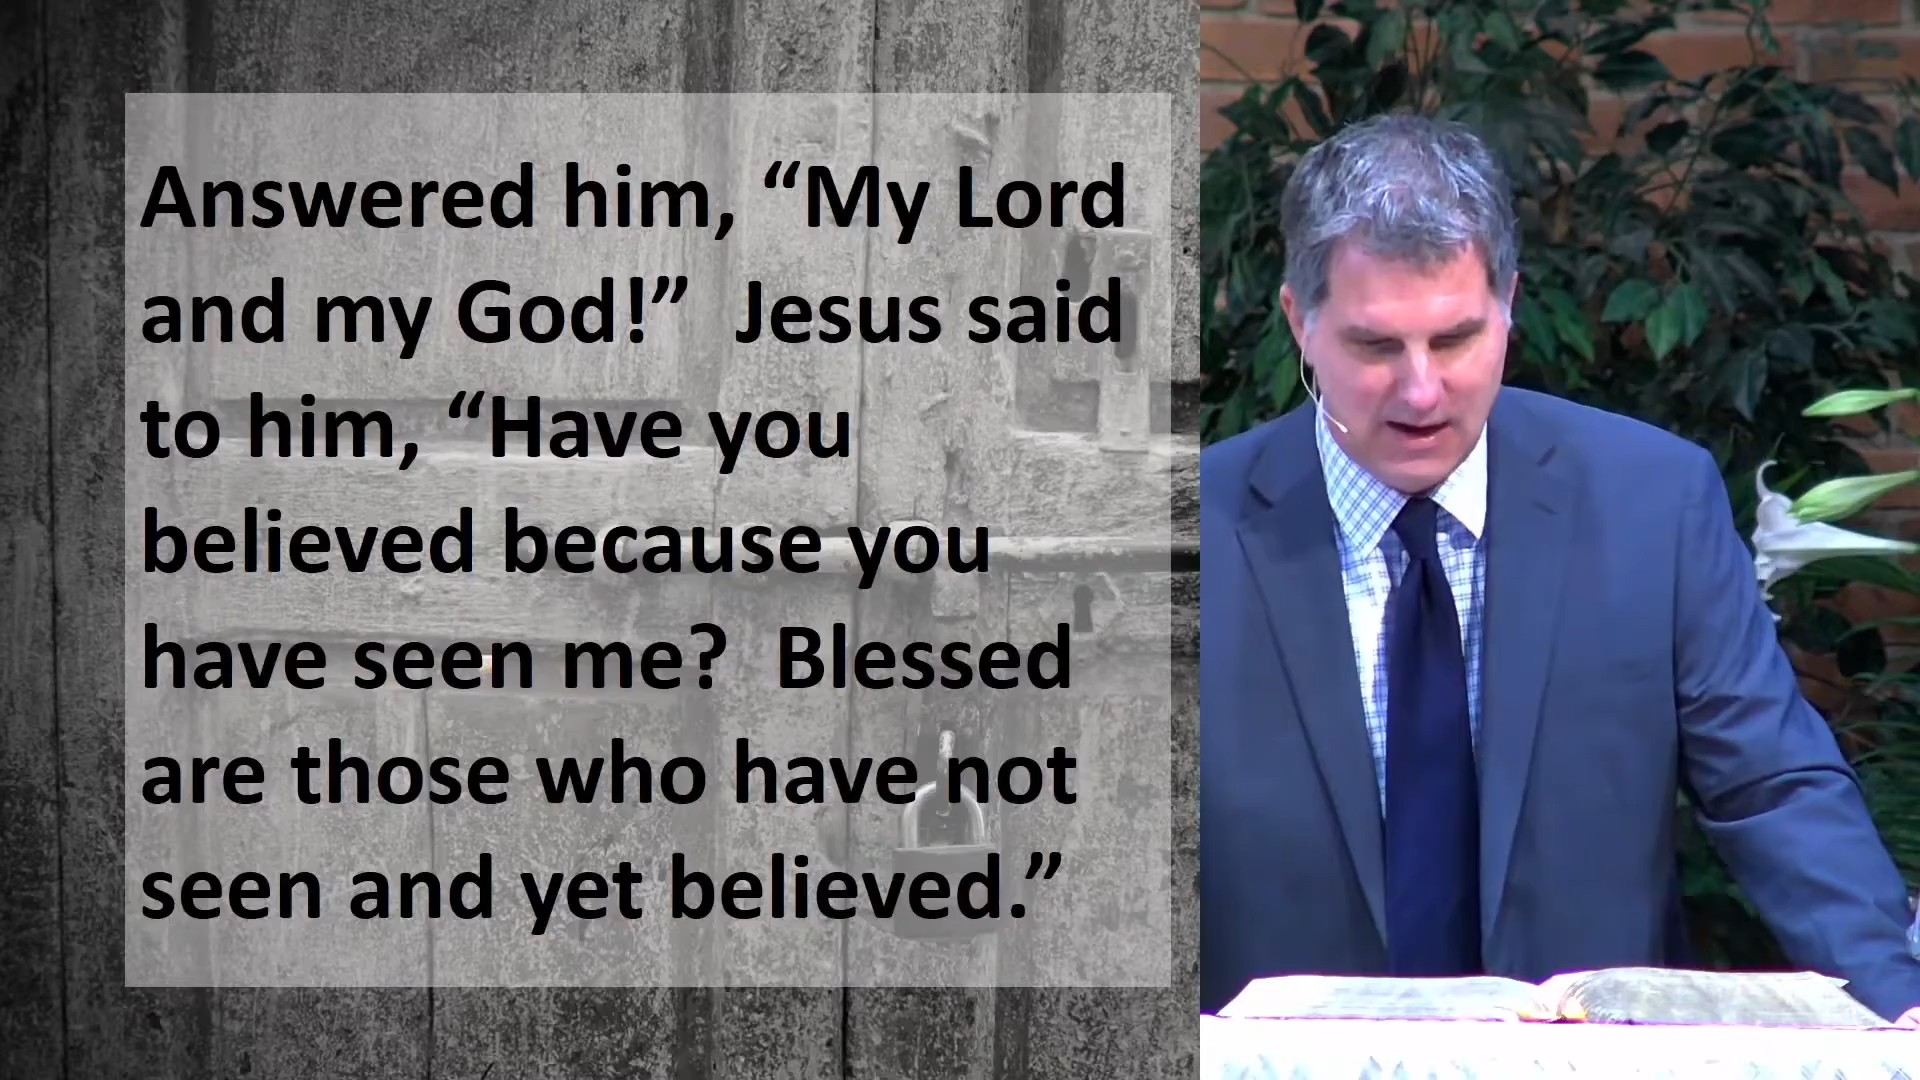 Answered him, “My Lord
and my God!”  Jesus said
to him, “Have you
believed because you
have seen me?  Blessed
are those who have not
seen and yet believed.”